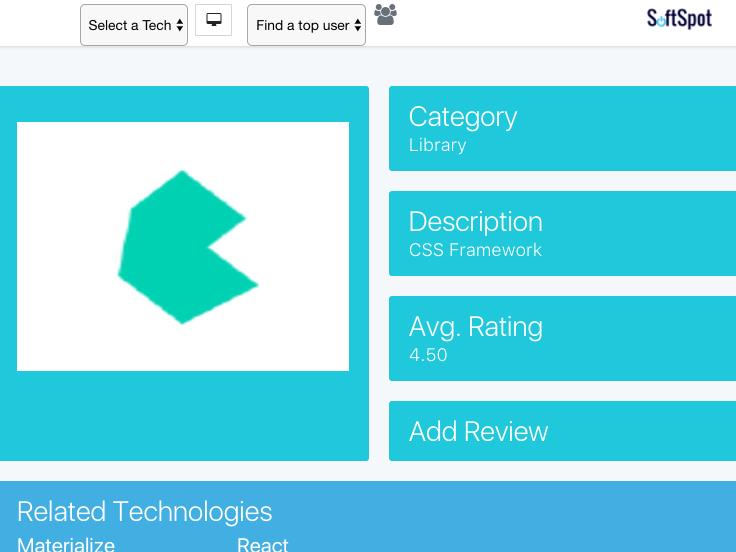 Select a Tech
Find a top user
SoftSpot
Category
Library
Description
CSS Framework
Avg. Rating
4.50
Add Review
Related Technologies
Materialize React